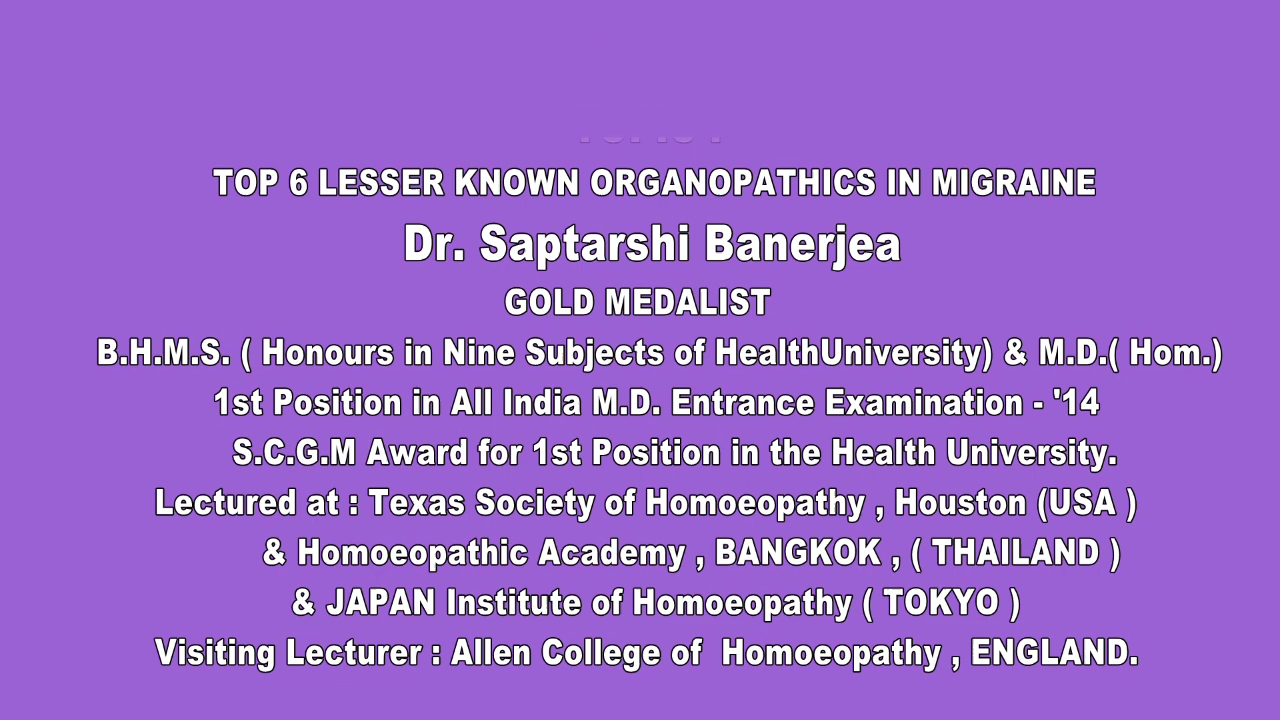 TOP 6 LESSER KNOWN ORGANOPATHICS IN MIGRAINE
Dr. Saptarshi Banerjea
GOLD MEDALIST
B.H.M.S. ( Honours in Nine Subjects of HealthUniversity) & M.D.( Hom.)
1st Position in All India M.D. Entrance Examination - '14
S.C.G.M Award for 1st Position in the Health University.
Lectured at : Texas Society of Homoeopathy , Houston (USA )
& Homoeopathic Academy , BANGKOK , ( THAILAND )
& JAPAN Institute of Homoeopathy ( TOKYO )
Visiting Lecturer : Allen College of  Homoeopathy , ENGLAND.